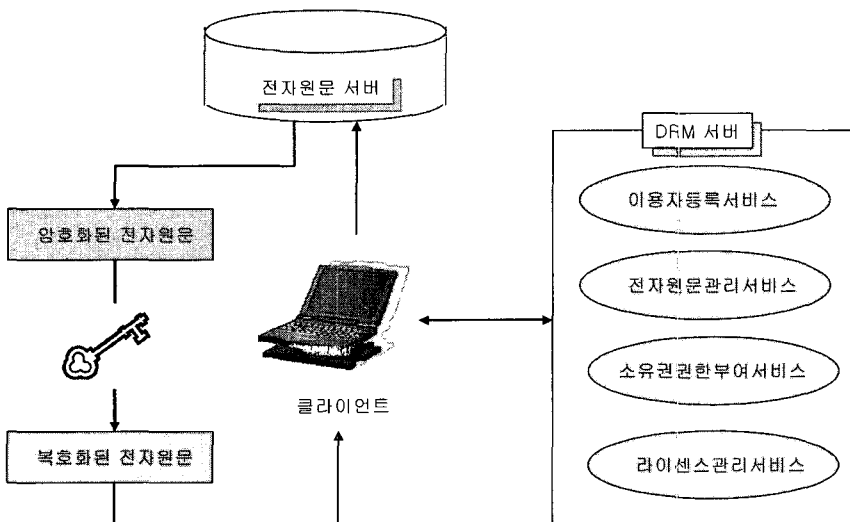 전자원문 서버
DRM 서버
이용자등록서비스
암호화된 전자원문
전자원문관리서비스
소유권권한부여서비스
클라이언트
복호화된 전자원문
라이센스관리서비스